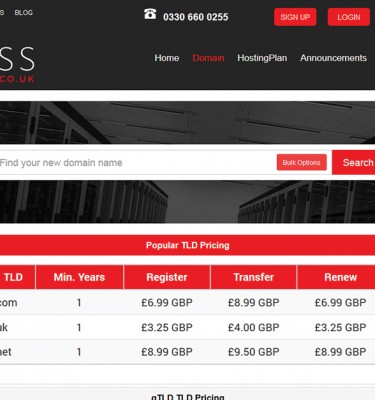 BLOG
0330 660 0255
SIGN UP
LOGIN
SS
CO.UK
Home Domain HostingPlan Announcements
Find your new domain name
Bulk Options
Search
Popular TLD Pricing
TLD Min. Years Register Transfer Renew
com 1 £6.99 GBP £8.99 GBP £6.99 GBP
uk 1 £3.25 GBP £4.00 GBP £3.25 GBP
net 1 £8.99 GBP £9.50 GBP £8.99 GBP
gTLD TLD Pricing